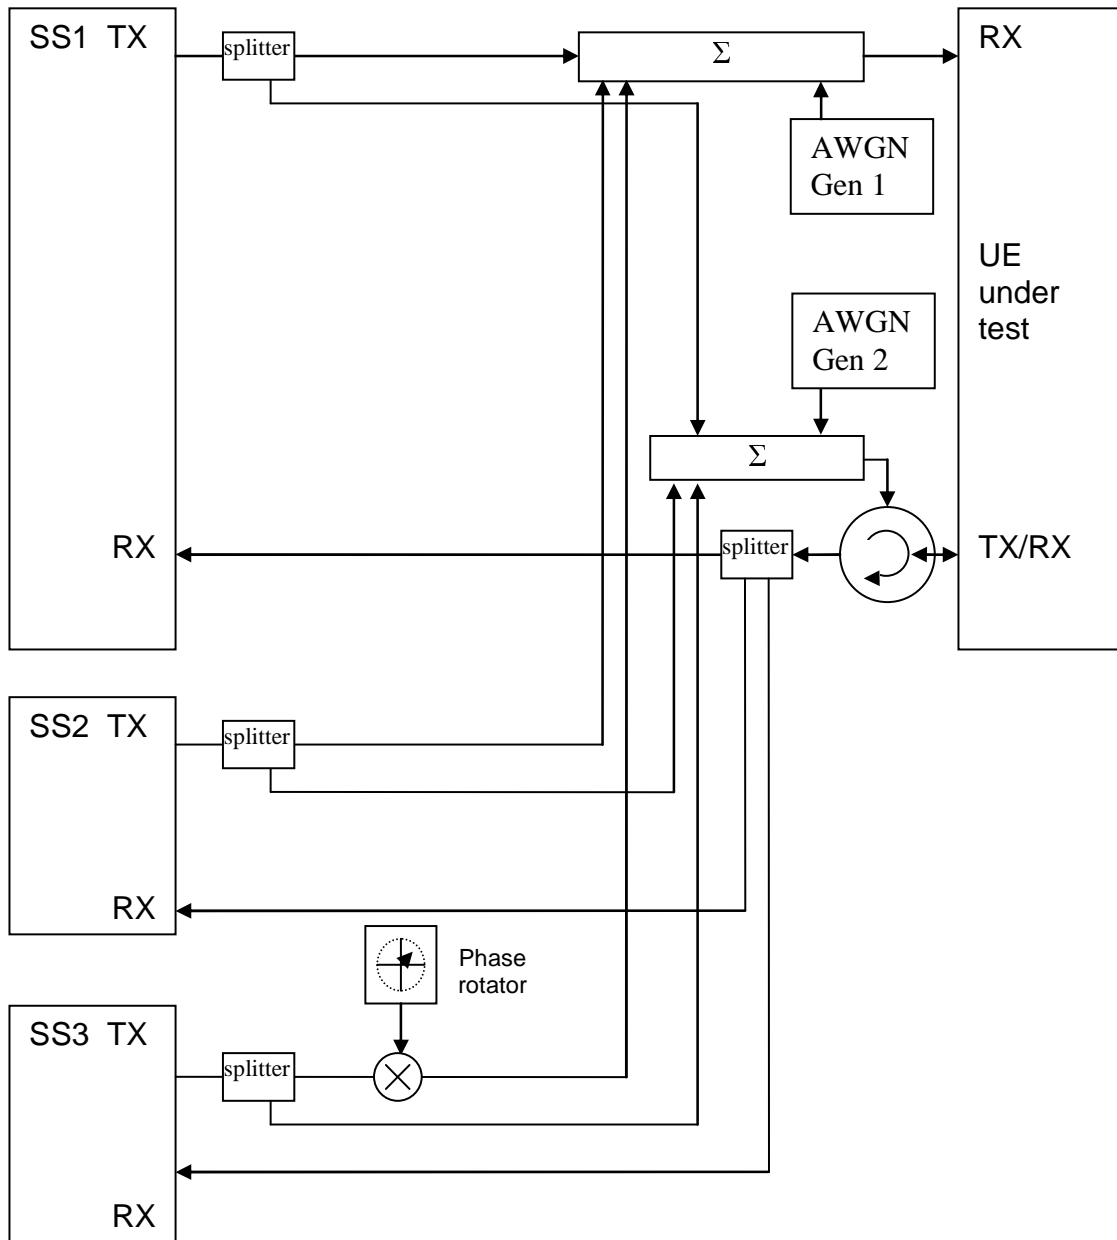 SS1 TX
splitter
Σ
RX
AWGN
Gen 1
UE
under
test
AWGN
Gen 2
Σ
RX
splitter
TX/RX
SS2 TX
splitter
RX
Phase
rotator
SS3 TX
splitter
RX